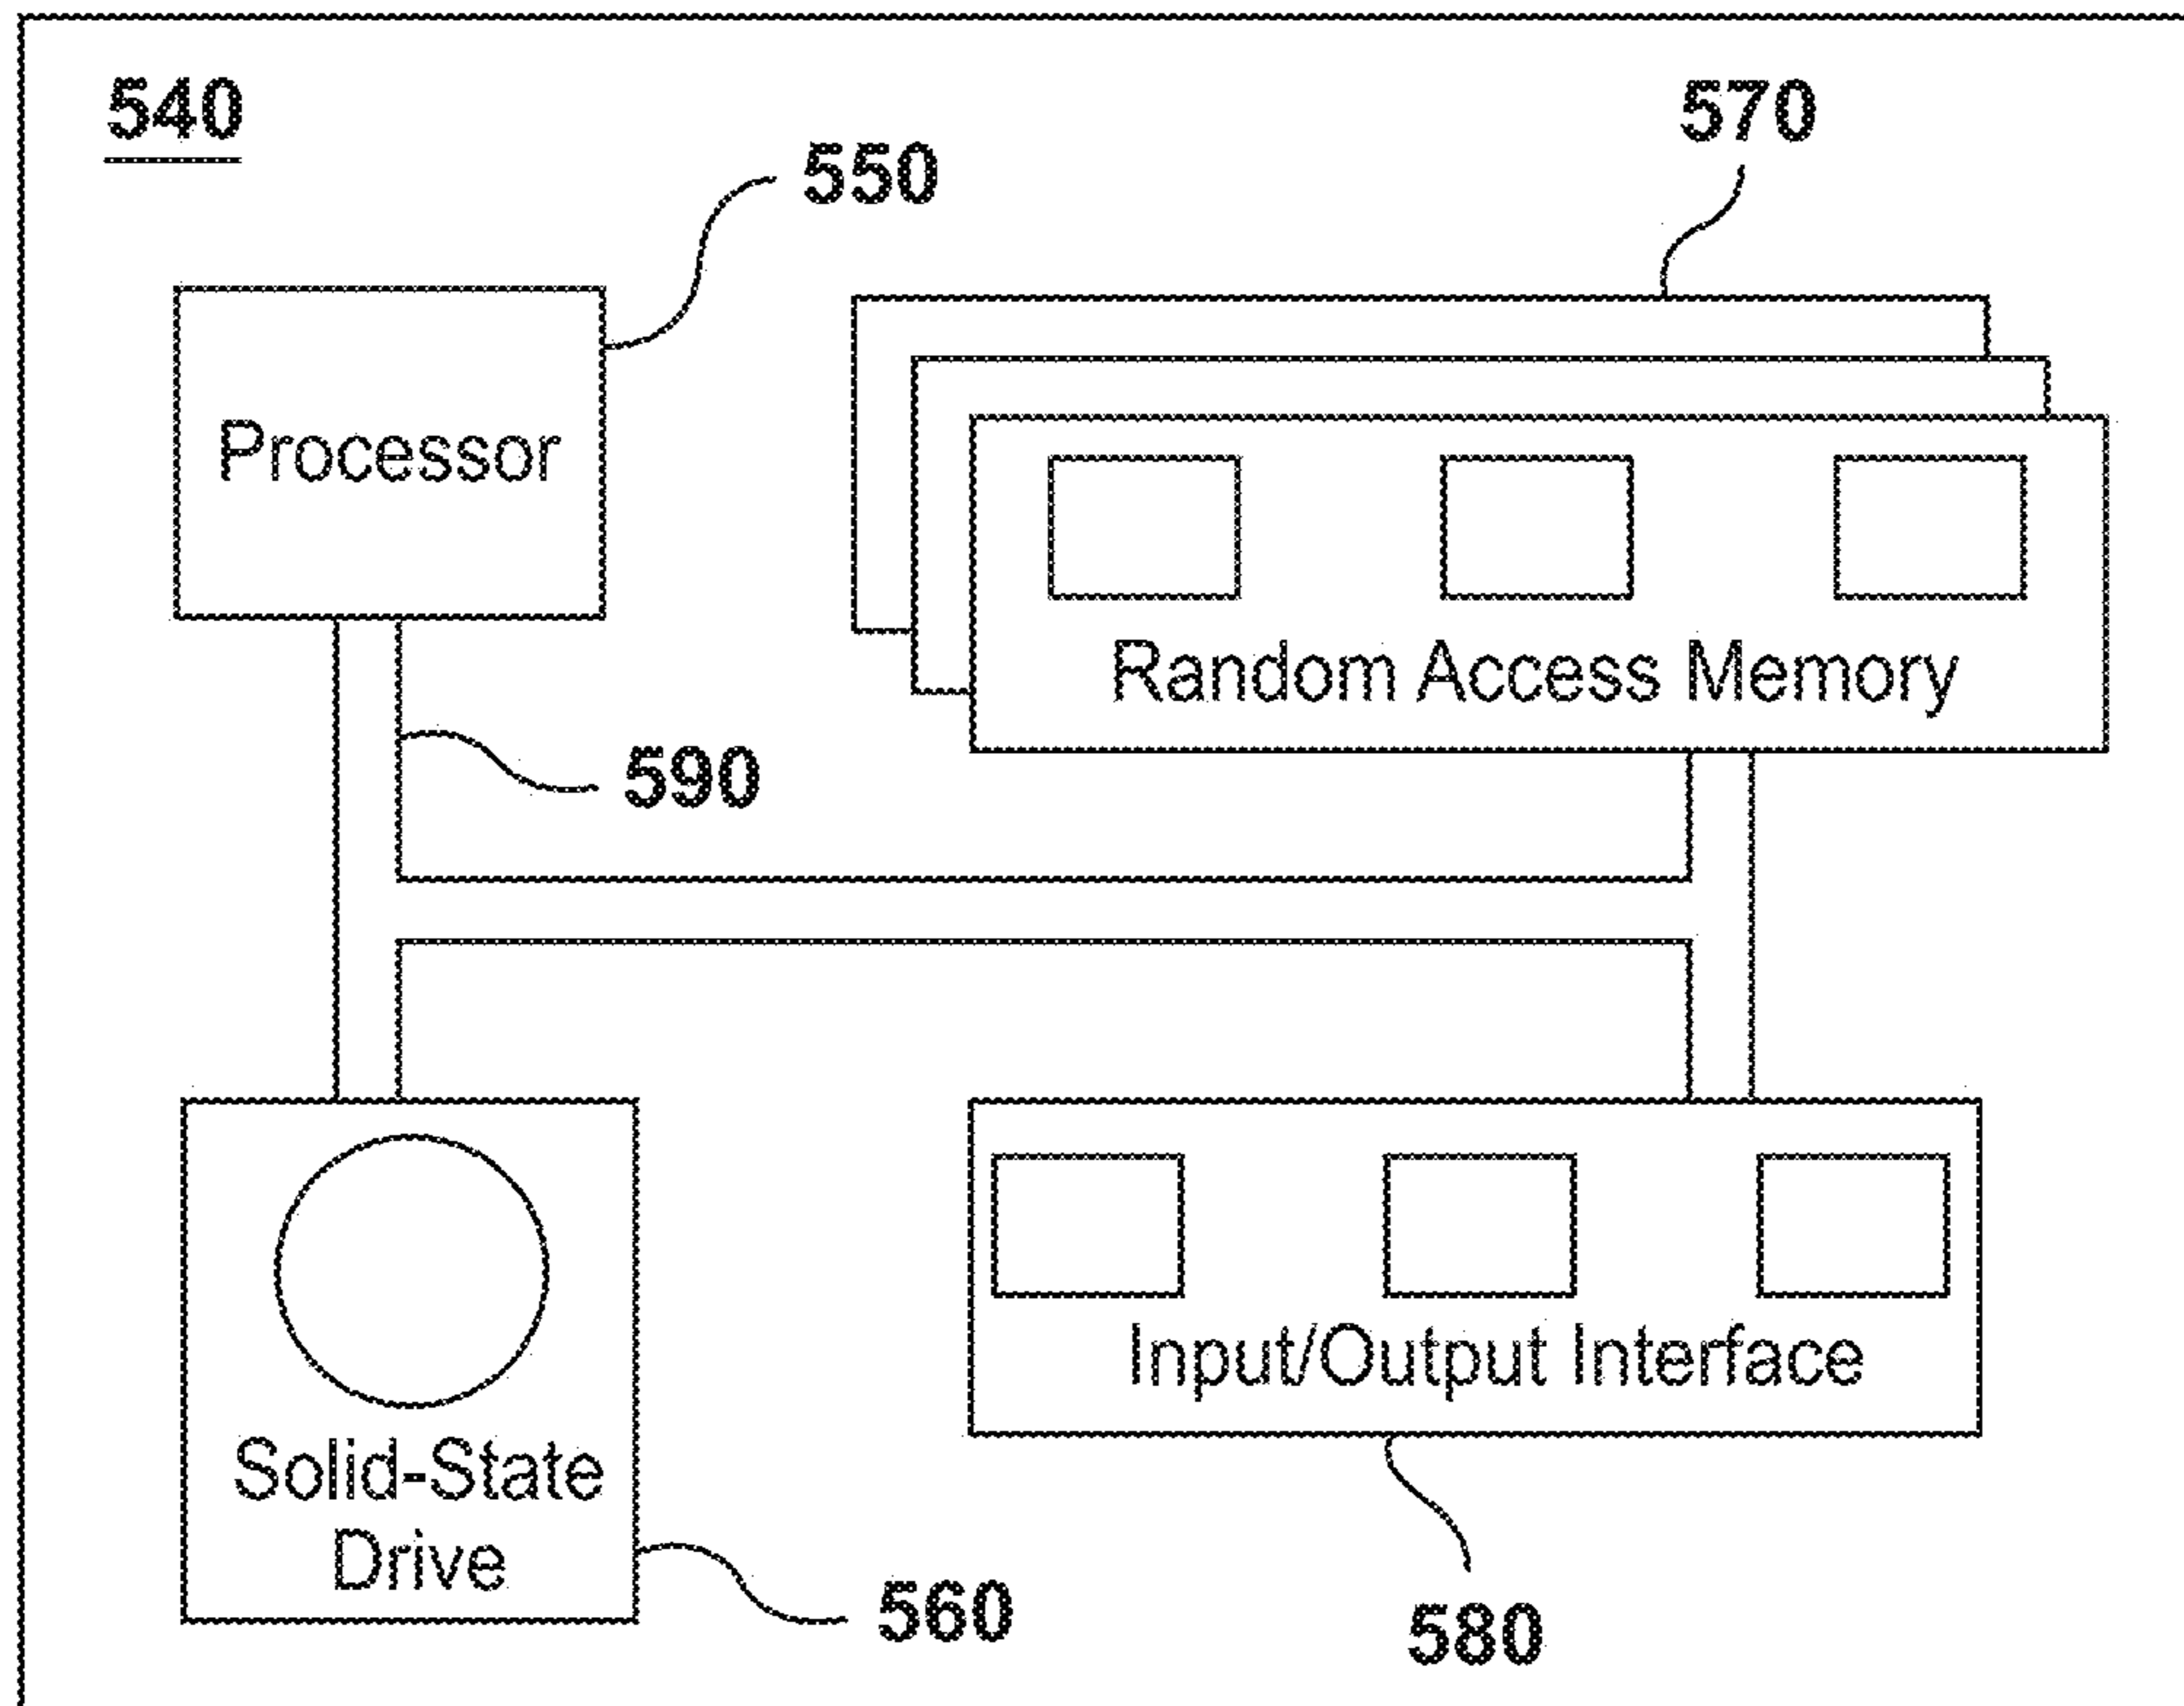 540
550
570
Processor
Random Access Memory
590
Input/Output Interface
Solid-State
Drive
560
580